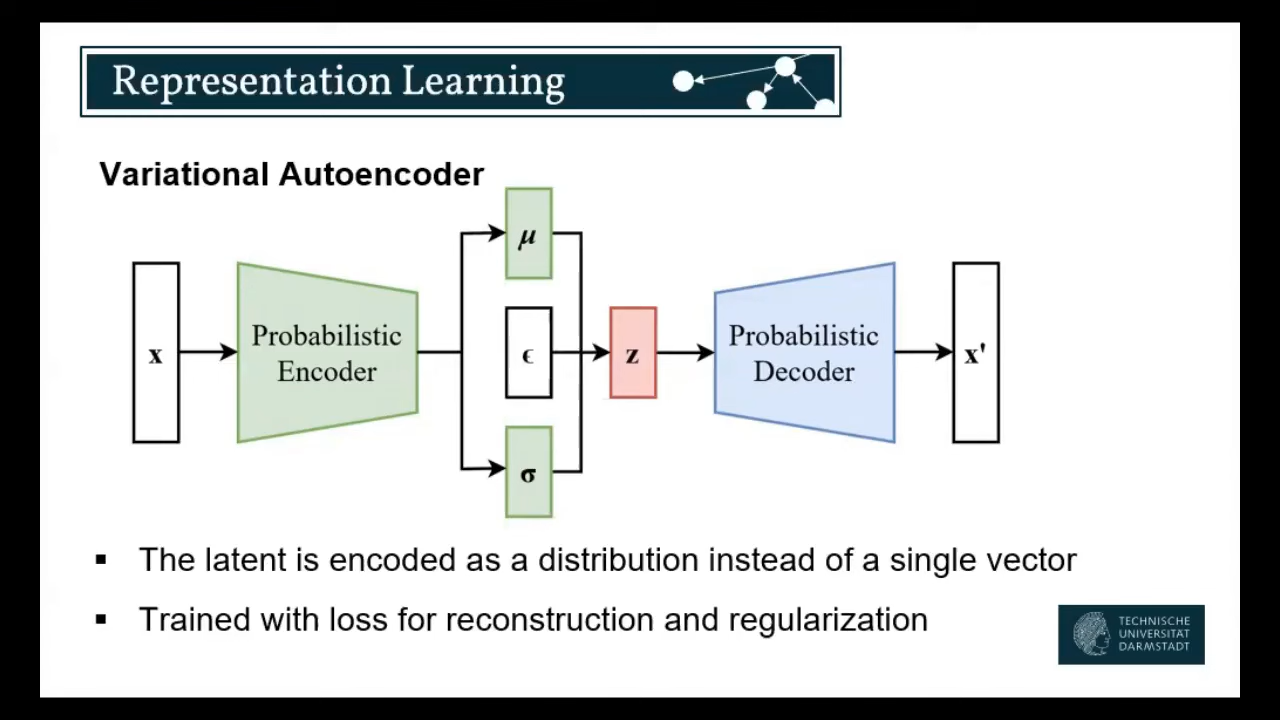 Representation Learning
Variational Autoencoder
x
Probabilistic
Encoder
μ
ϵ
σ
z
Probabilistic
Decoder
x'
▪ The latent is encoded as a distribution instead of a single vector
▪ Trained with loss for reconstruction and regularization
TECHNISCHE
UNIVERSITÄT
DARMSTADT